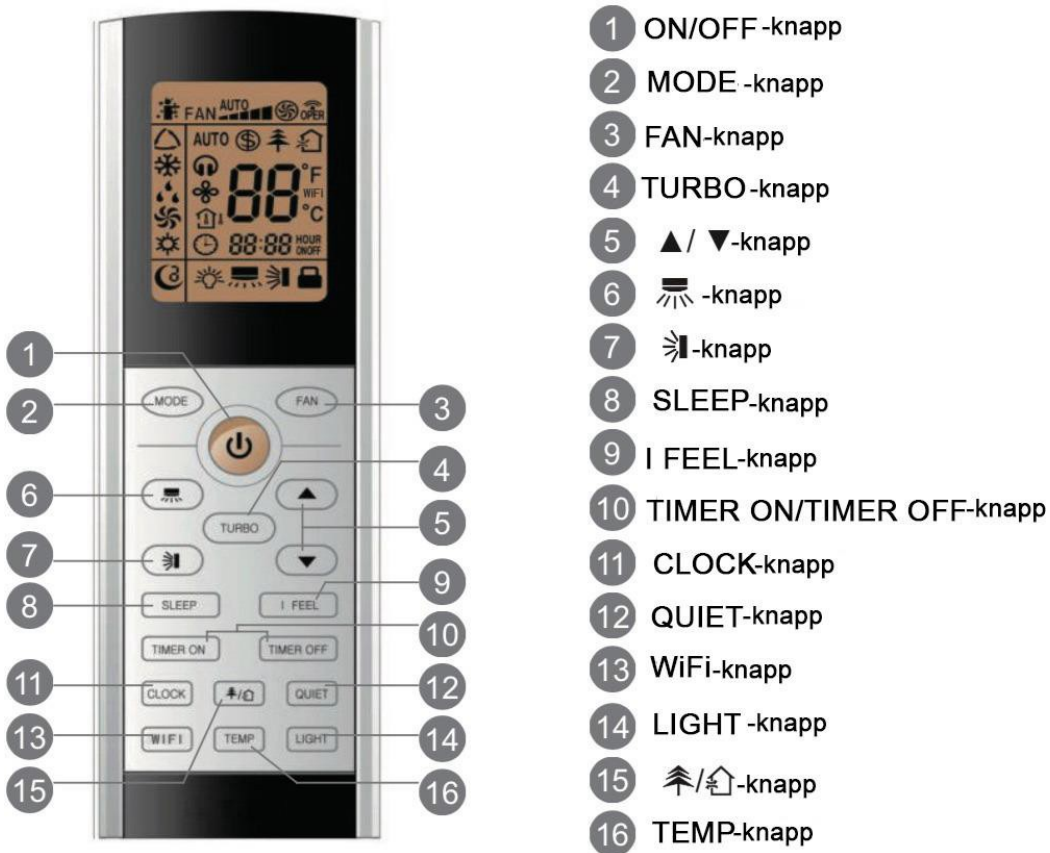 FAN AUTO OPER
AUTO
88 °F
WiFi
°C
88:88 HOUR
ONOFF
1
2 MODE FAN 3
4
6 5
TURBO
7
9
8 SLEEP I FEEL
10
TIMER ON TIMER OFF
11 CLOCK QUIET 12
13 WIFI TEMP LIGHT 14
15 16
1 ON/OFF-knapp
2 MODE -knapp
3 FAN-knapp
4 TURBO-knapp
5 ▲/ ▼-knapp
6 -knapp
7 -knapp
8 SLEEP-knapp
9 I FEEL-knapp
10 TIMER ON/TIMER OFF-knapp
11 CLOCK-knapp
12 QUIET-knapp
13 WiFi-knapp
14 LIGHT -knapp
15 / -knapp
16 TEMP-knapp